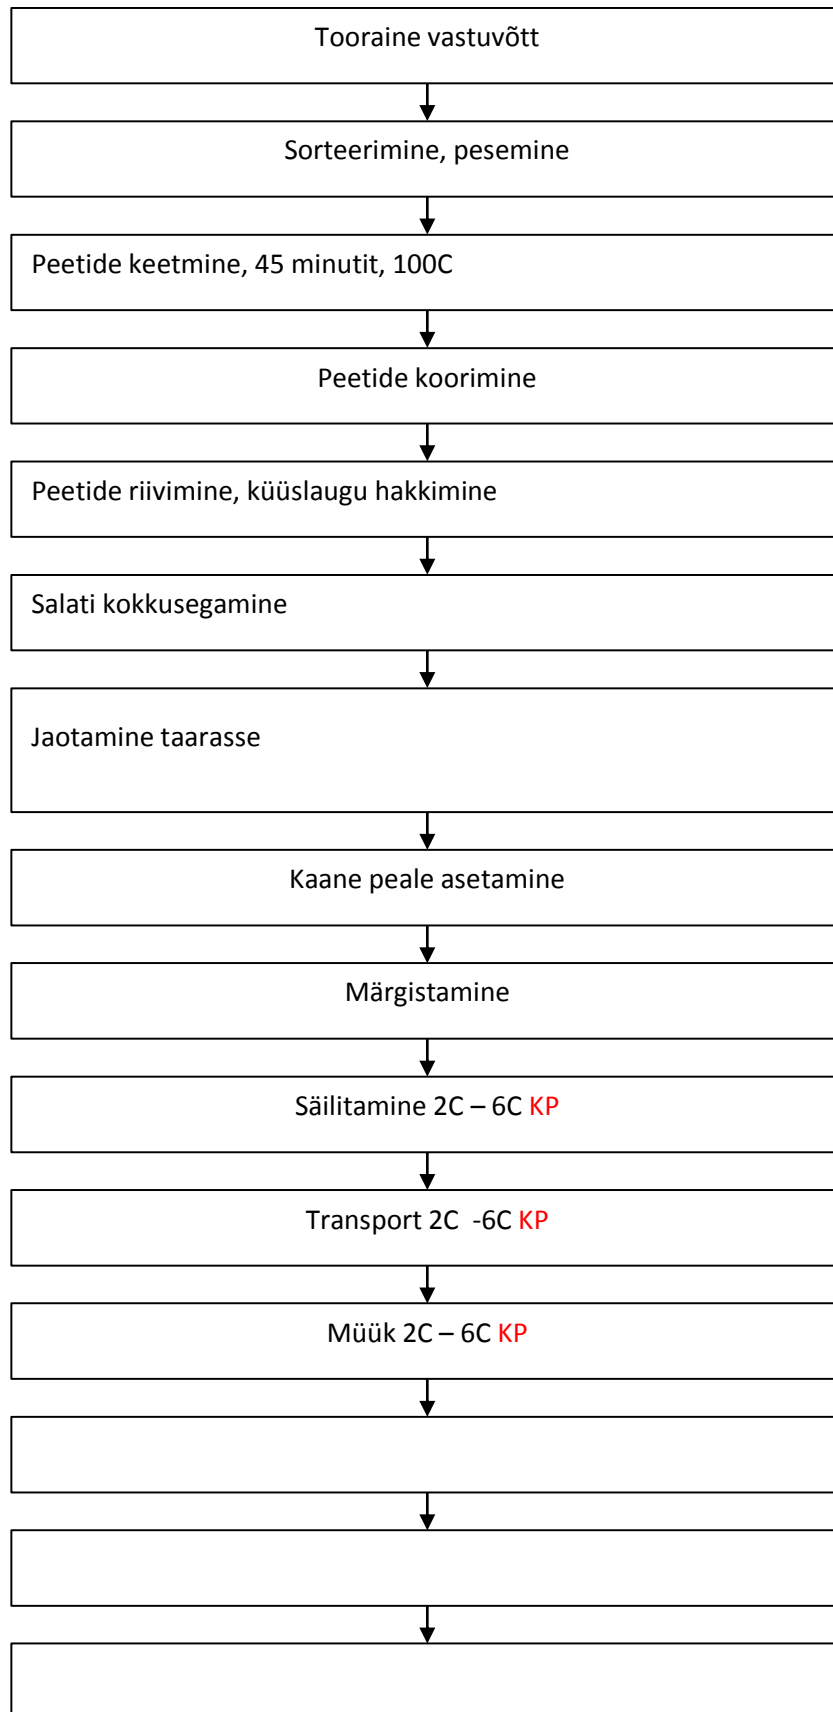 Tooraine vastuvõtt
Sorteerimine, pesemine
Peetide keetmine, 45 minutit, 100C
Peetide koorimine
Peetide riivimine, küüslaugu hakkimine
Salati kokkusegamine
Jaotamine taarasse
Kaane peale asetamine
Märgistamine
Säilitamine 2C – 6C KP
Transport 2C -6C KP
Müük 2C – 6C KP